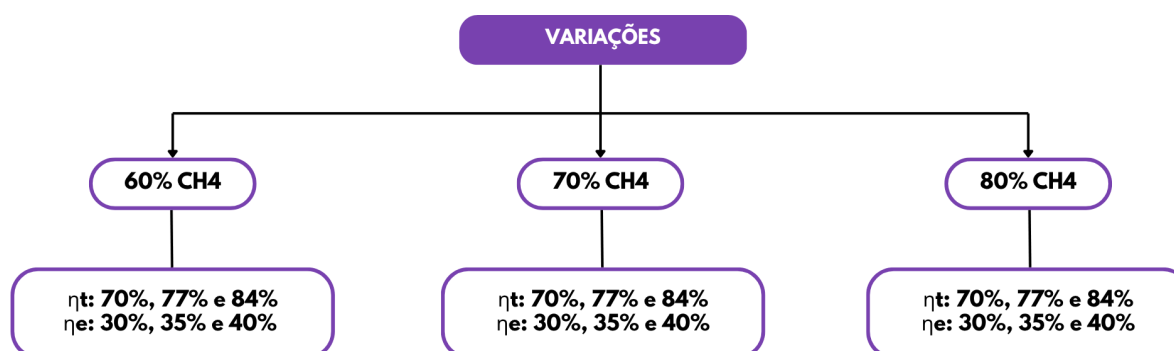 VARIAÇÕES
60% CH4
70% CH4
80% CH4
ηt: 70%, 77% e 84%
ηe: 30%, 35% e 40%
ηt: 70%, 77% e 84%
ηe: 30%, 35% e 40%
ηt: 70%, 77% e 84%
ηe: 30%, 35% e 40%